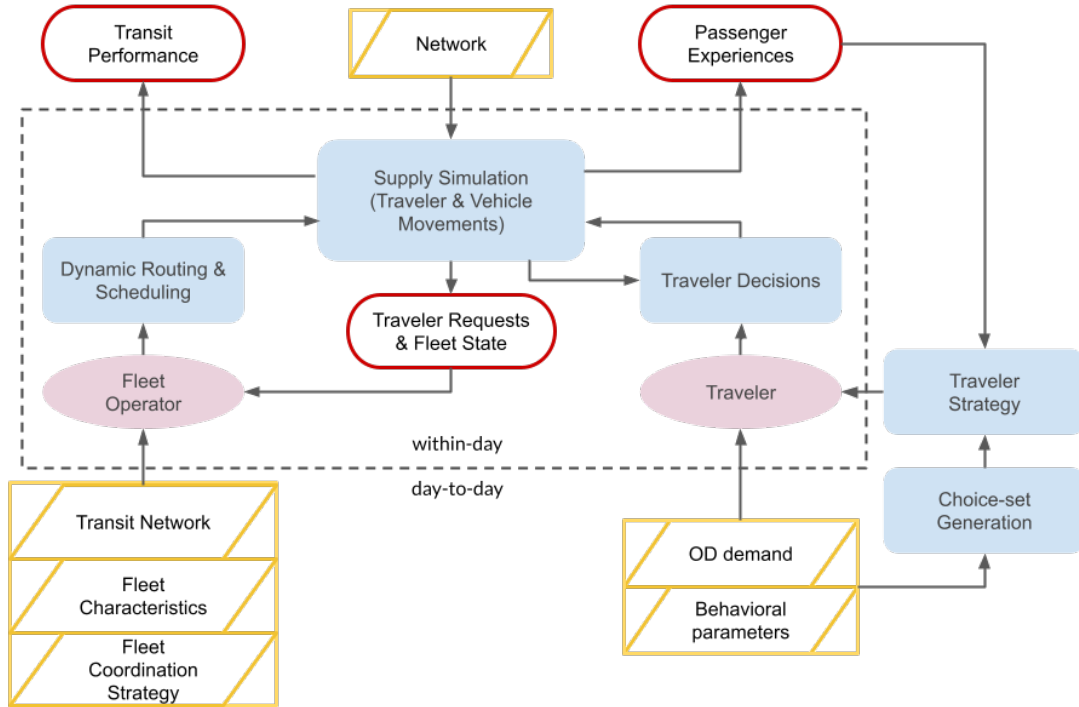 Transit
Performance
Network
Passenger
Experiences
Supply Simulation
(Traveler & Vehicle
Movements)
Dynamic Routing &
Scheduling
Traveler Decisions
Traveler Requests
& Fleet State
Fleet
Operator
Traveler
Traveler
Strategy
within-day
day-to-day
Choice-set
Generation
Transit Network
Fleet
Characteristics
Fleet
Coordination
Strategy
OD demand
Behavioral
parameters